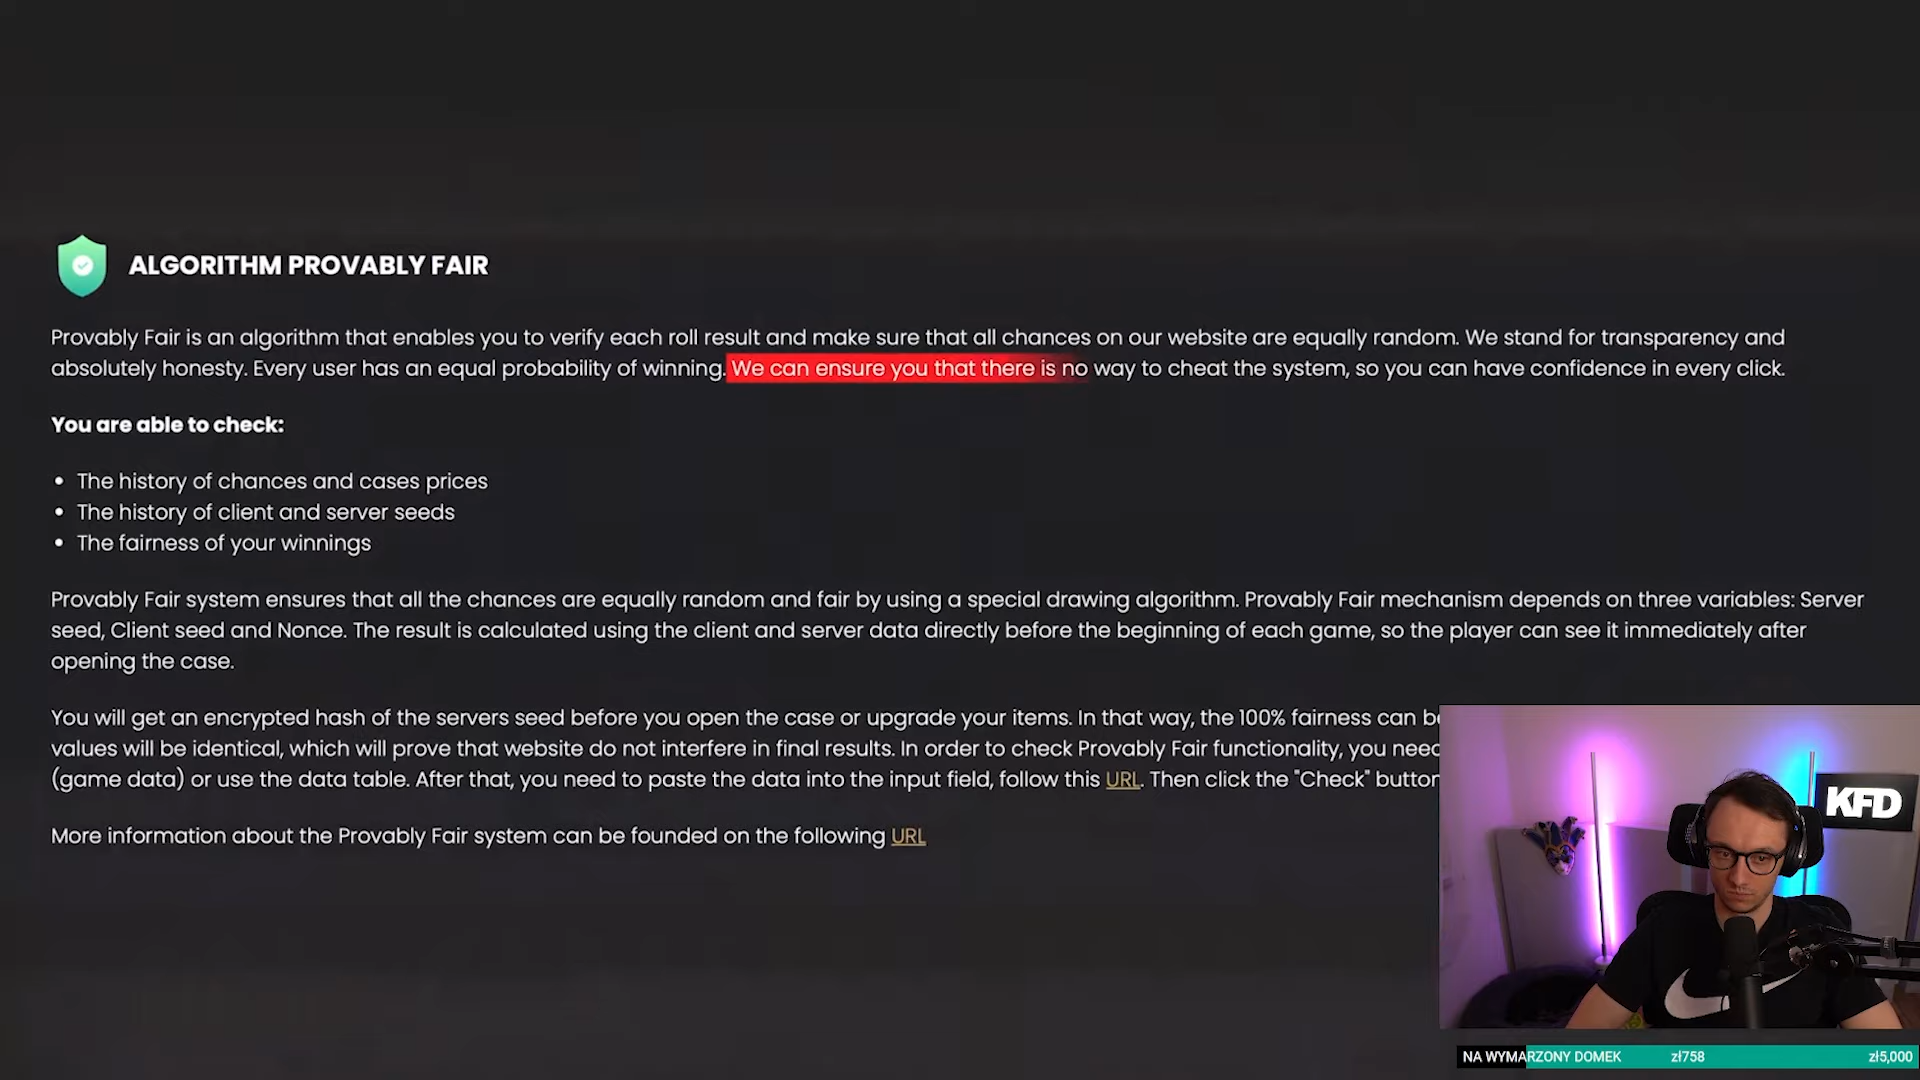 ALGORITHM PROVABLY FAIR
Provably Fair is an algorithm that enables you to verify each roll result and make sure that all chances on our website are equally random. We stand for transparency and
absolutely honesty. Every user has an equal probability of winning. We can ensure you that there is no way to cheat the system, so you can have confidence in every click.
You are able to check:
• The history of chances and cases prices
• The history of client and server seeds
• The fairness of your winnings
Provably Fair system ensures that all the chances are equally random and fair by using a special drawing algorithm. Provably Fair mechanism depends on three variables: Server
seed, Client seed and Nonce. The result is calculated using the client and server data directly before the beginning of each game, so the player can see it immediately after
opening the case.
You will get an encrypted hash of the servers seed before you open the case or upgrade your items. In that way, the 100% fairness can
values will be identical, which will prove that website do not interfere in final results. In order to check Provably Fair functionality, you need
(game data) or use the data table. After that, you need to paste the data into the input field, follow this URL. Then click the "Check" button
More information about the Provably Fair system can be founded on the following URL
KFD
NA WYMARZONY DOMEK zł758 zł5,000